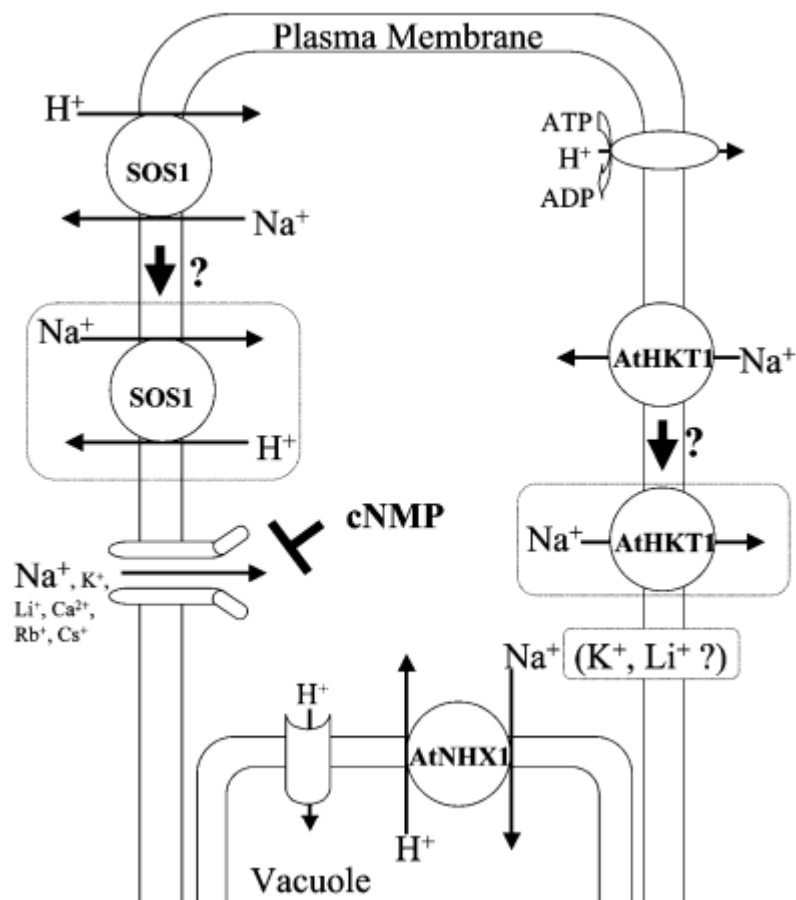 Plasma Membrane
H⁺
SOS1
Na⁺
?
Na⁺
SOS1
H⁺
cNMP
Na⁺, K⁺,
Li⁺, Ca²⁺,
Rb⁺, Cs⁺
ATP
H⁺
ADP
AtHKT1
Na⁺
?
Na⁺
AtHKT1
Na⁺ (K⁺, Li⁺ ?)
H⁺
AtNHX1
H⁺
Vacuole